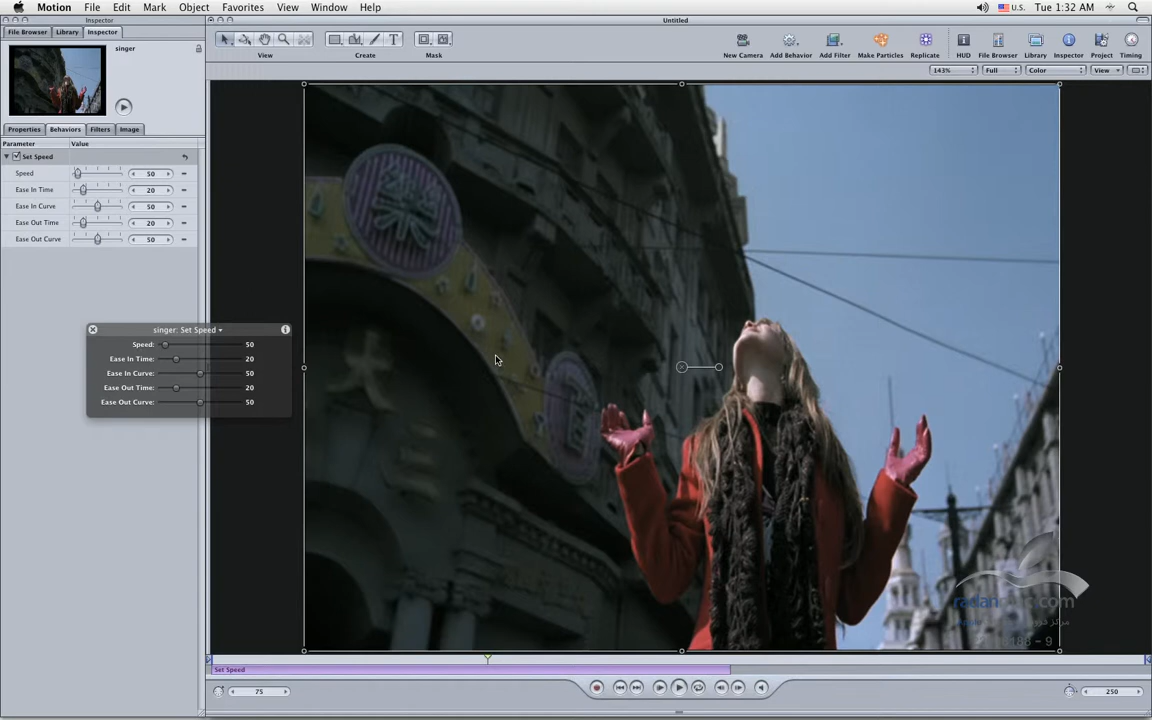 Motion File Edit Mark Object Favorites View Window Help U.S. Tue 1:32 AM
Inspector Untitled
File Browser Library Inspector
singer
View Create Mask New Camera Add Behavior Add Filter Make Particles Replicate HUD File Browser Library Inspector Project Timing
143% Full Color View
Properties Behaviors Filters Image
Parameter Value
Set Speed
Speed 50
Ease In Time 20
Ease In Curve 50
Ease Out Time 20
Ease Out Curve 50
singer: Set Speed
Speed: 50
Ease In Time: 20
Ease In Curve: 50
Ease Out Time: 20
Ease Out Curve: 50
Set Speed
75 250